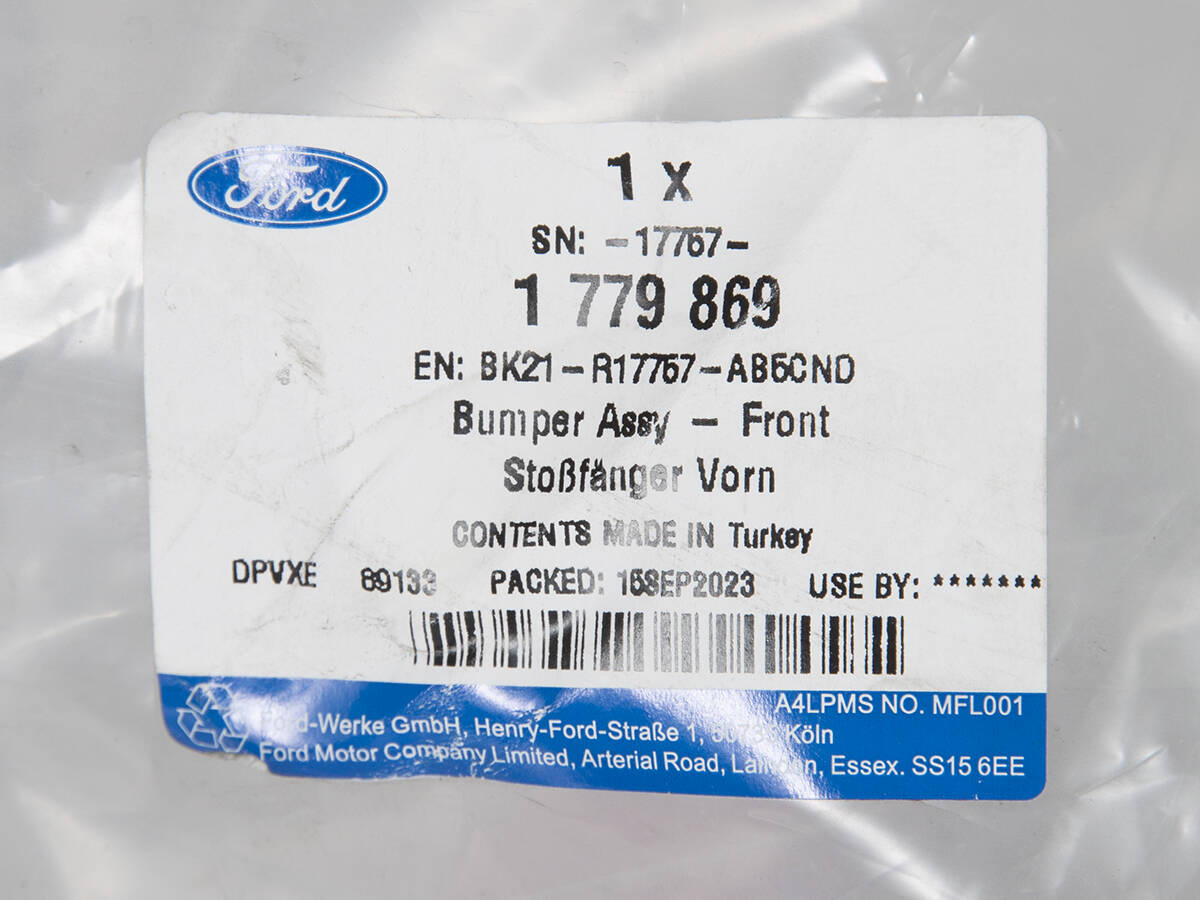 Ford
1 x
SN: -17757-
1 779 869
EN: BK21-R17757-AB5CND
Bumper Assy - Front
Stoßfänger Vorn
CONTENTS MADE IN Turkey
DPVXE 89133 PACKED: 15SEP2023 USE BY: *******
A4LPMS NO. MFL001
Ford-Werke GmbH, Henry-Ford-Straße 1, Köln
Ford Motor Company Limited, Arterial Road, Essex. SS15 6EE